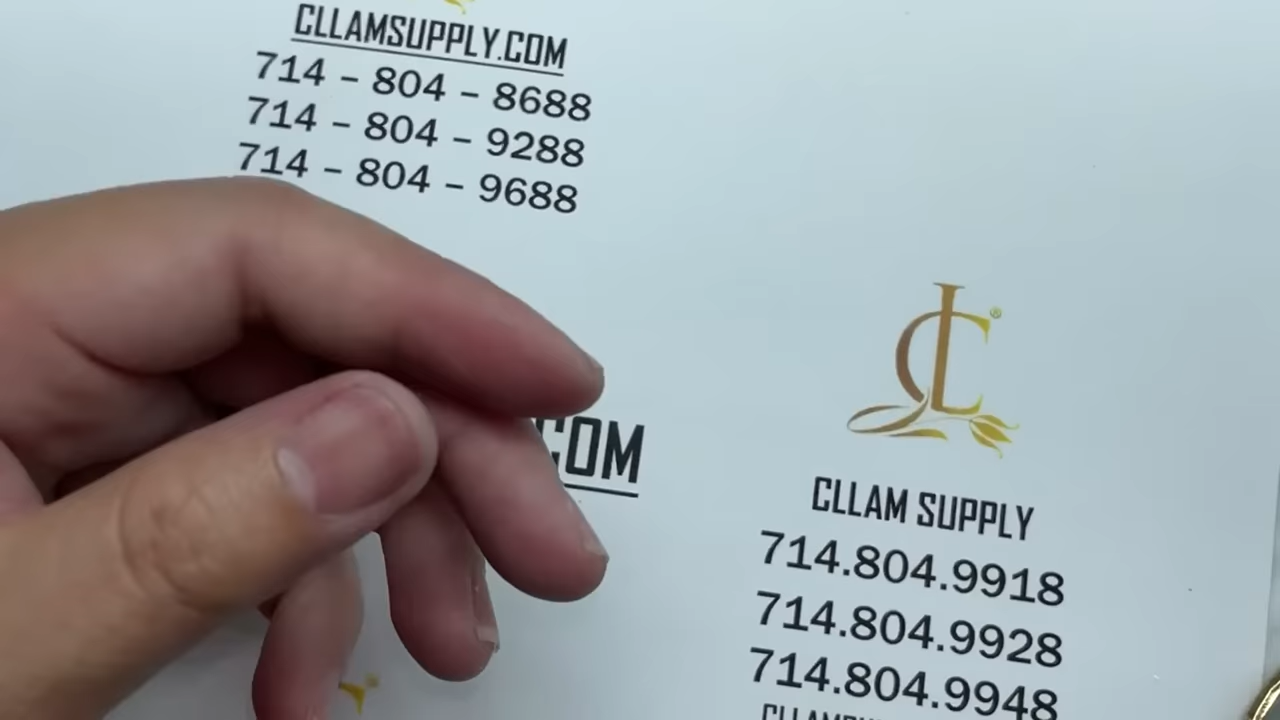 CLLAMSUPPLY.COM
714 – 804 – 8688
714 – 804 – 9288
714 – 804 – 9688
COM
LC®
CLLAM SUPPLY
714.804.9918
714.804.9928
714.804.9948